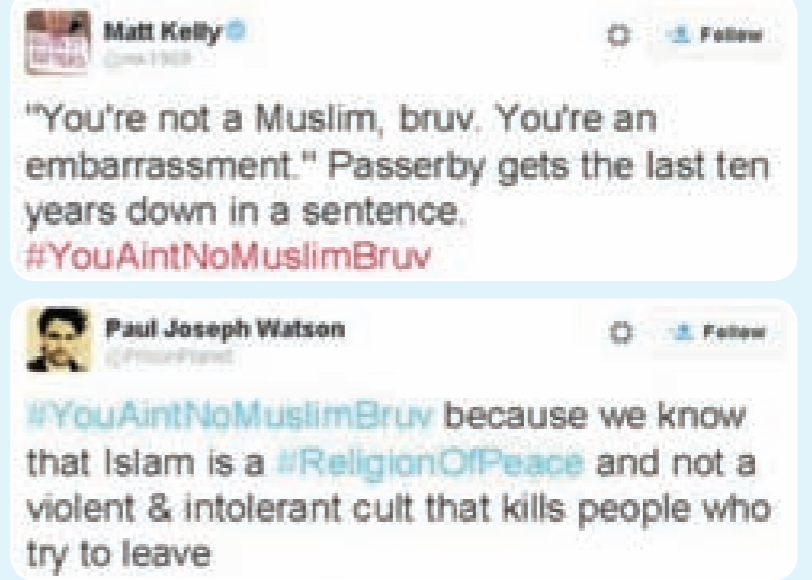 Matt Kelly
Follow
"You're not a Muslim, bruv. You're an
embarrassment." Passerby gets the last ten
years down in a sentence.
#YouAintNoMuslimBruv
Paul Joseph Watson
@PrisonPlanet
Follow
#YouAintNoMuslimBruv because we know
that Islam is a #ReligionOfPeace and not a
violent & intolerant cult that kills people who
try to leave